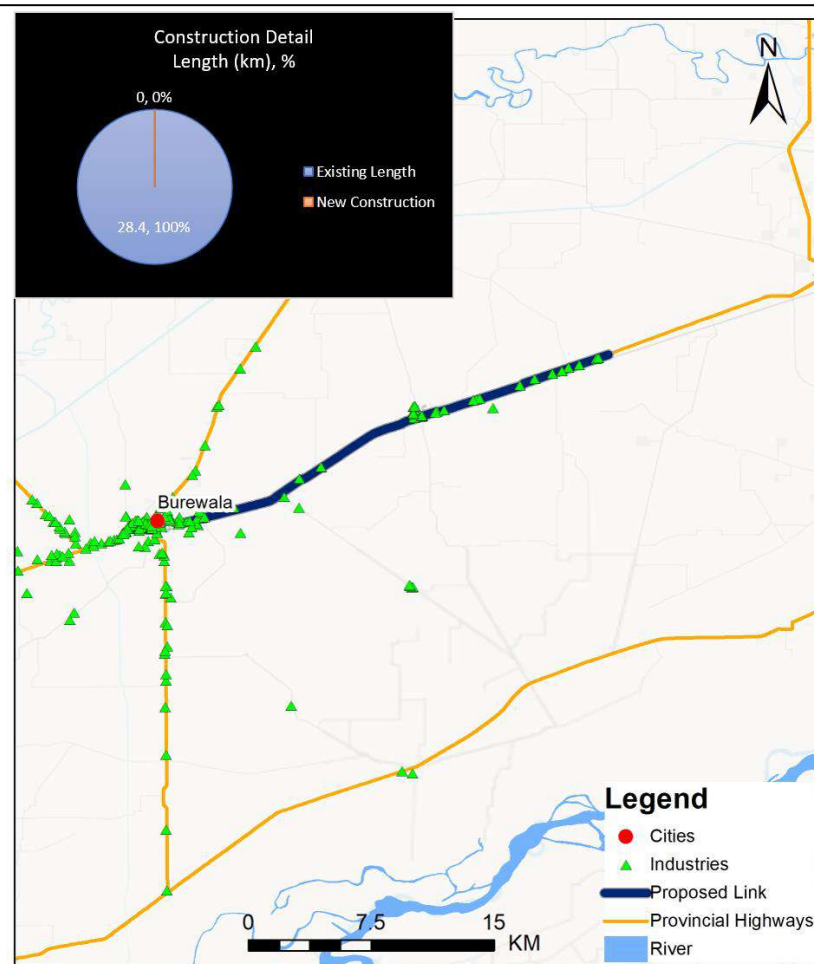 Construction Detail
Length (km), %
0, 0%
28.4, 100%
Existing Length
New Construction
N
Burewala
Legend
Cities
Industries
Proposed Link
Provincial Highways
River
0 7.5 15
KM